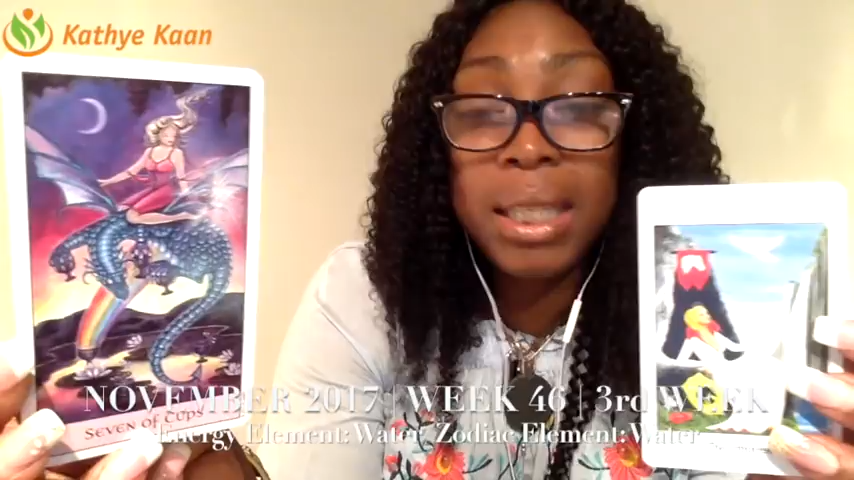 Kathye Kaan
NOVEMBER 2017 | WEEK 46 | 3rd WEEK
Energy Element: Water, Zodiac Element: Water
SEVEN OF CUPS